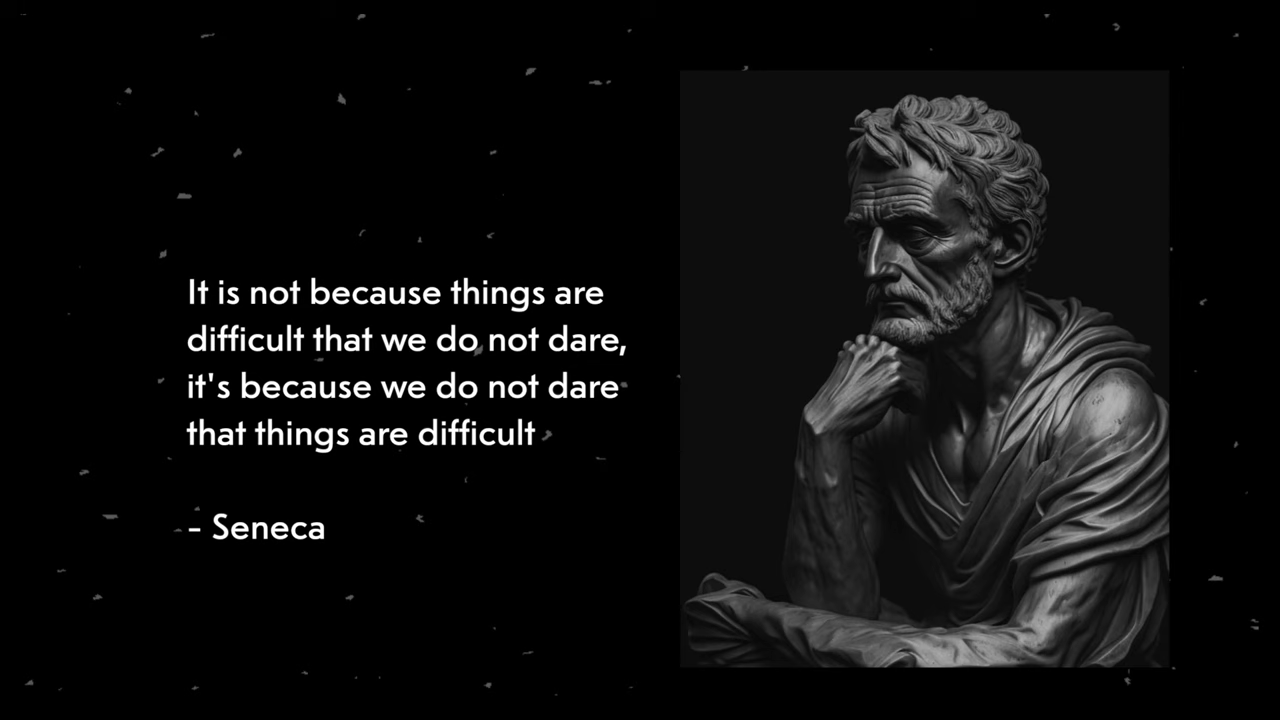 It is not because things are
difficult that we do not dare,
it's because we do not dare
that things are difficult
- Seneca